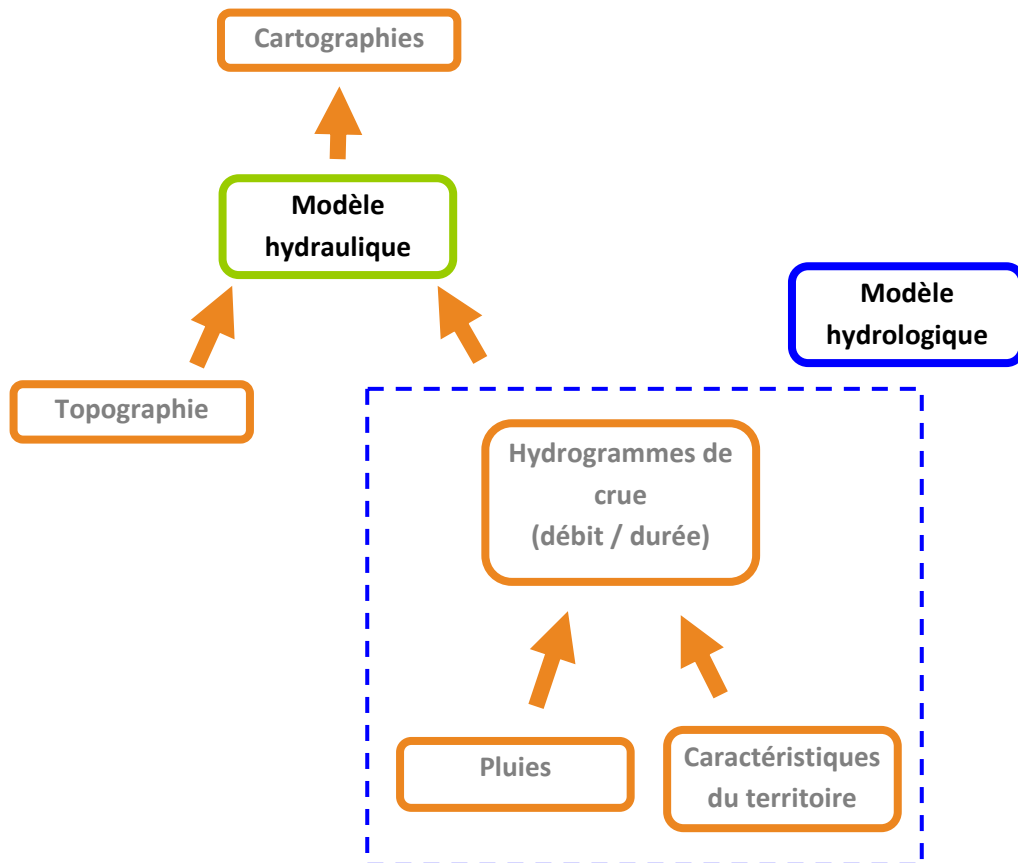 Cartographies
Modèle
hydraulique
Modèle
hydrologique
Topographie
Hydrogrammes de
crue
(débit / durée)
Pluies
Caractéristiques
du territoire